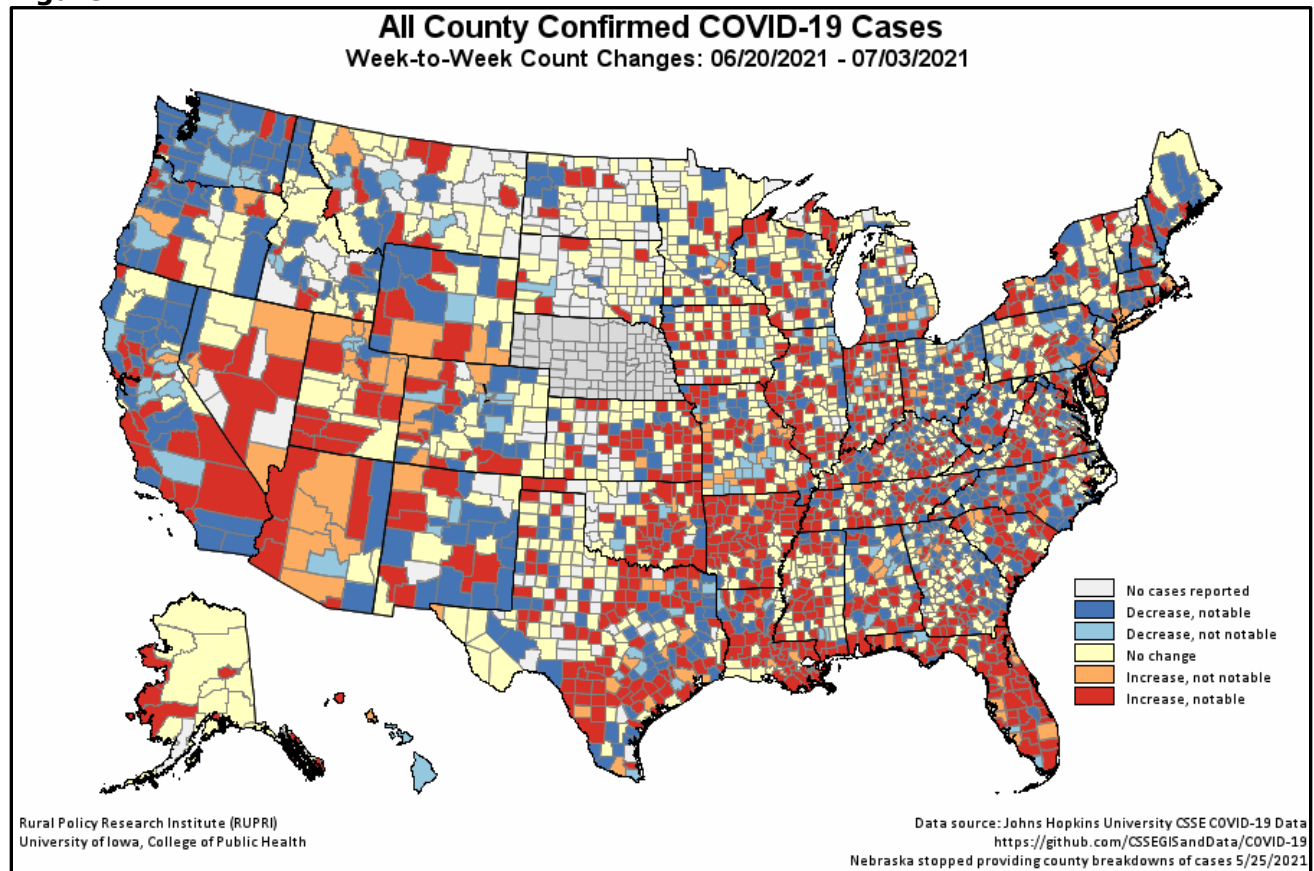 All County Confirmed COVID-19 Cases
Week-to-Week Count Changes: 06/20/2021 - 07/03/2021
No cases reported
Decrease, notable
Decrease, not notable
No change
Increase, not notable
Increase, notable
Rural Policy Research Institute (RUPRI)
University of Iowa, College of Public Health
Data source: Johns Hopkins University CSSE COVID-19 Data
https://github.com/CSSEGISandData/COVID-19
Nebraska stopped providing county breakdowns of cases 5/25/2021